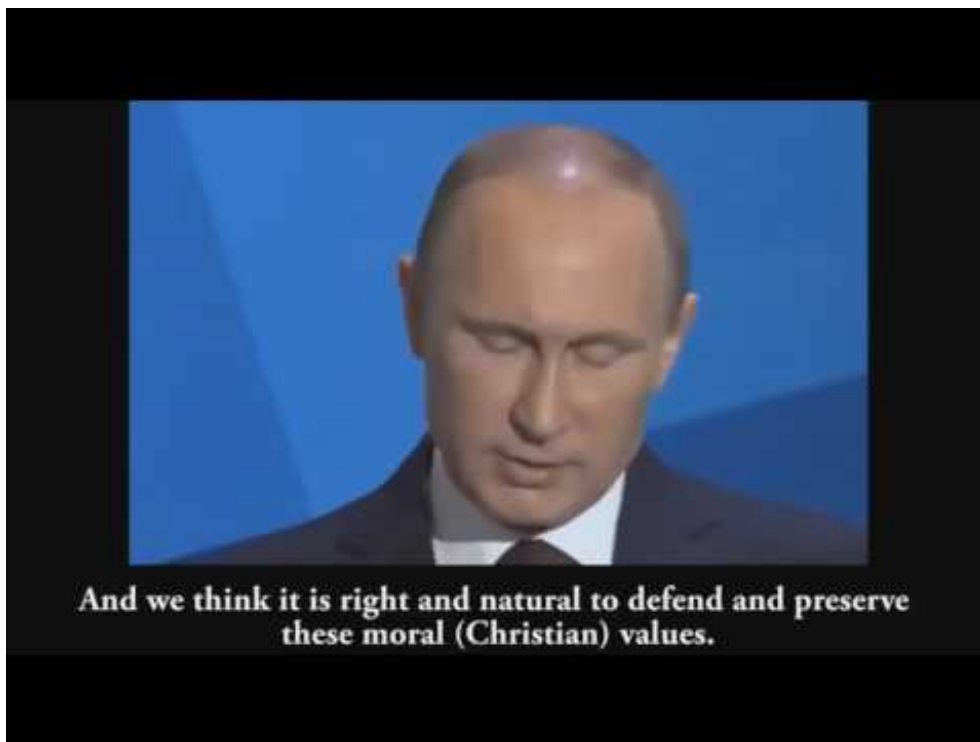 And we think it is right and natural to defend and preserve
these moral (Christian) values.